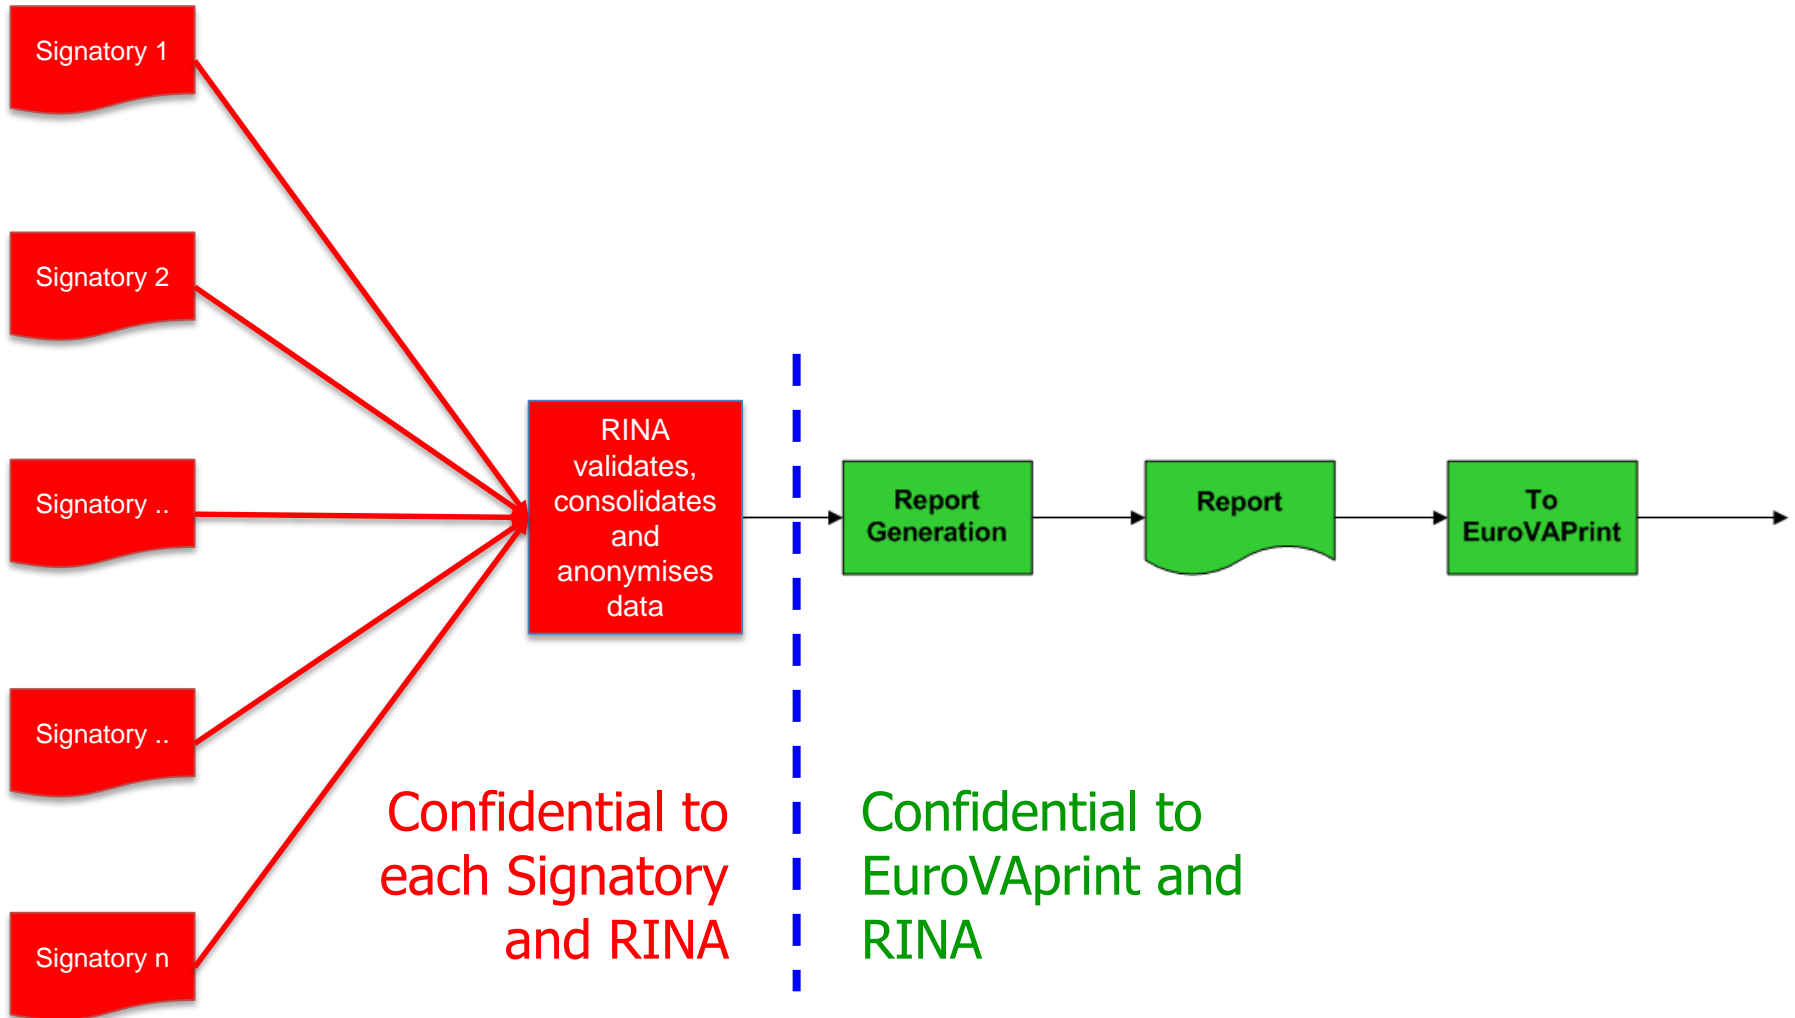 Signatory 1
Signatory 2
Signatory ..
Signatory ..
Signatory n
RINA
validates,
consolidates
and
anonymises
data
Report
Generation
Report
To
EuroVAPrint
Confidential to
each Signatory
and RINA
Confidential to
EuroVAprint and
RINA